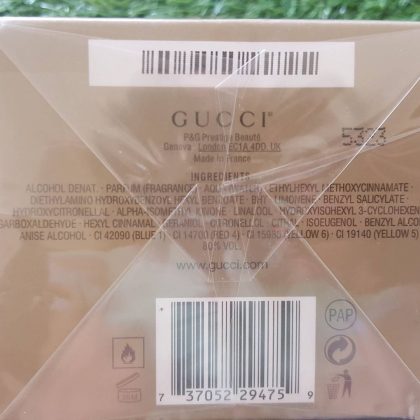 GUCCI
P&G Prestige Beauté
Geneva London EC1A 4DD, UK
Made in France
5323
INGREDIENTS
ALCOHOL DENAT. • PARFUM (FRAGRANCE) AQUA WATER ETHYLHEXYL METHOXYCINNAMATE •
DIETHYLAMINO HYDROXYBENZOYL HEXYL BENZOATE • BHT • LIMONENE • BENZYL SALICYLATE •
HYDROXYCITRONELLAL • ALPHA-ISOMETHYL IONONE • LINALOOL • HYDROXYISOHEXYL 3-CYCLOHEXEN
CARBOXALDEHYDE • HEXYL CINNAMAL GERANIOL CITRONELLOL • CITRAL • ISOEUGENOL • BENZYL ALCO
ANISE ALCOHOL • CI 42090 (BLUE 1) CI 14700 (RED 4) CI 15985 (YELLOW 6) • CI 19140 (YELLOW 5)
80% VOL
www.gucci.com
PAP
36M
7 37052 29475 9